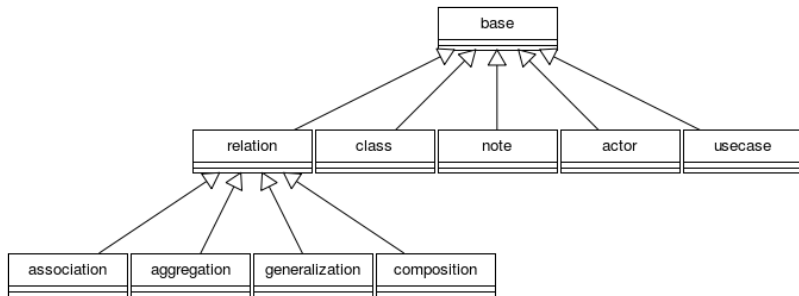 base
relation
class
note
actor
usecase
association
aggregation
generalization
composition